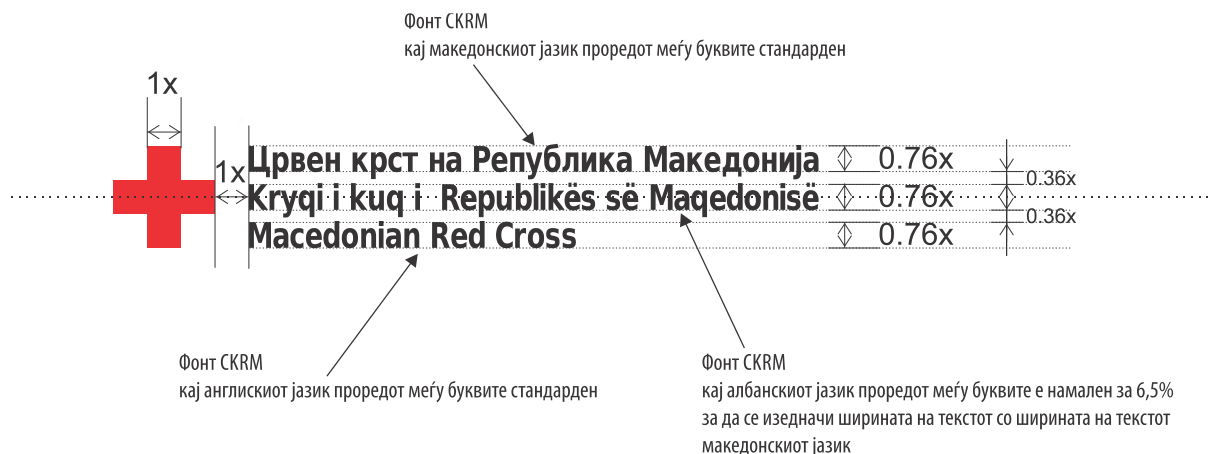 Фонт CKRM
кај македонскиот јазик проредот меѓу буквите стандарден
1x
1x
Црвен крст на Република Македонија
0.76x
0.36x
Kryqi i kuq i  Republikës së Maqedonisë
0.76x
0.36x
Macedonian Red Cross
0.76x
Фонт CKRM
кај англискиот јазик проредот меѓу буквите стандарден
Фонт CKRM
кај албанскиот јазик проредот меѓу буквите е намален за 6,5%
за да се изедначи ширината на текстот со ширината на текстот
македонскиот јазик